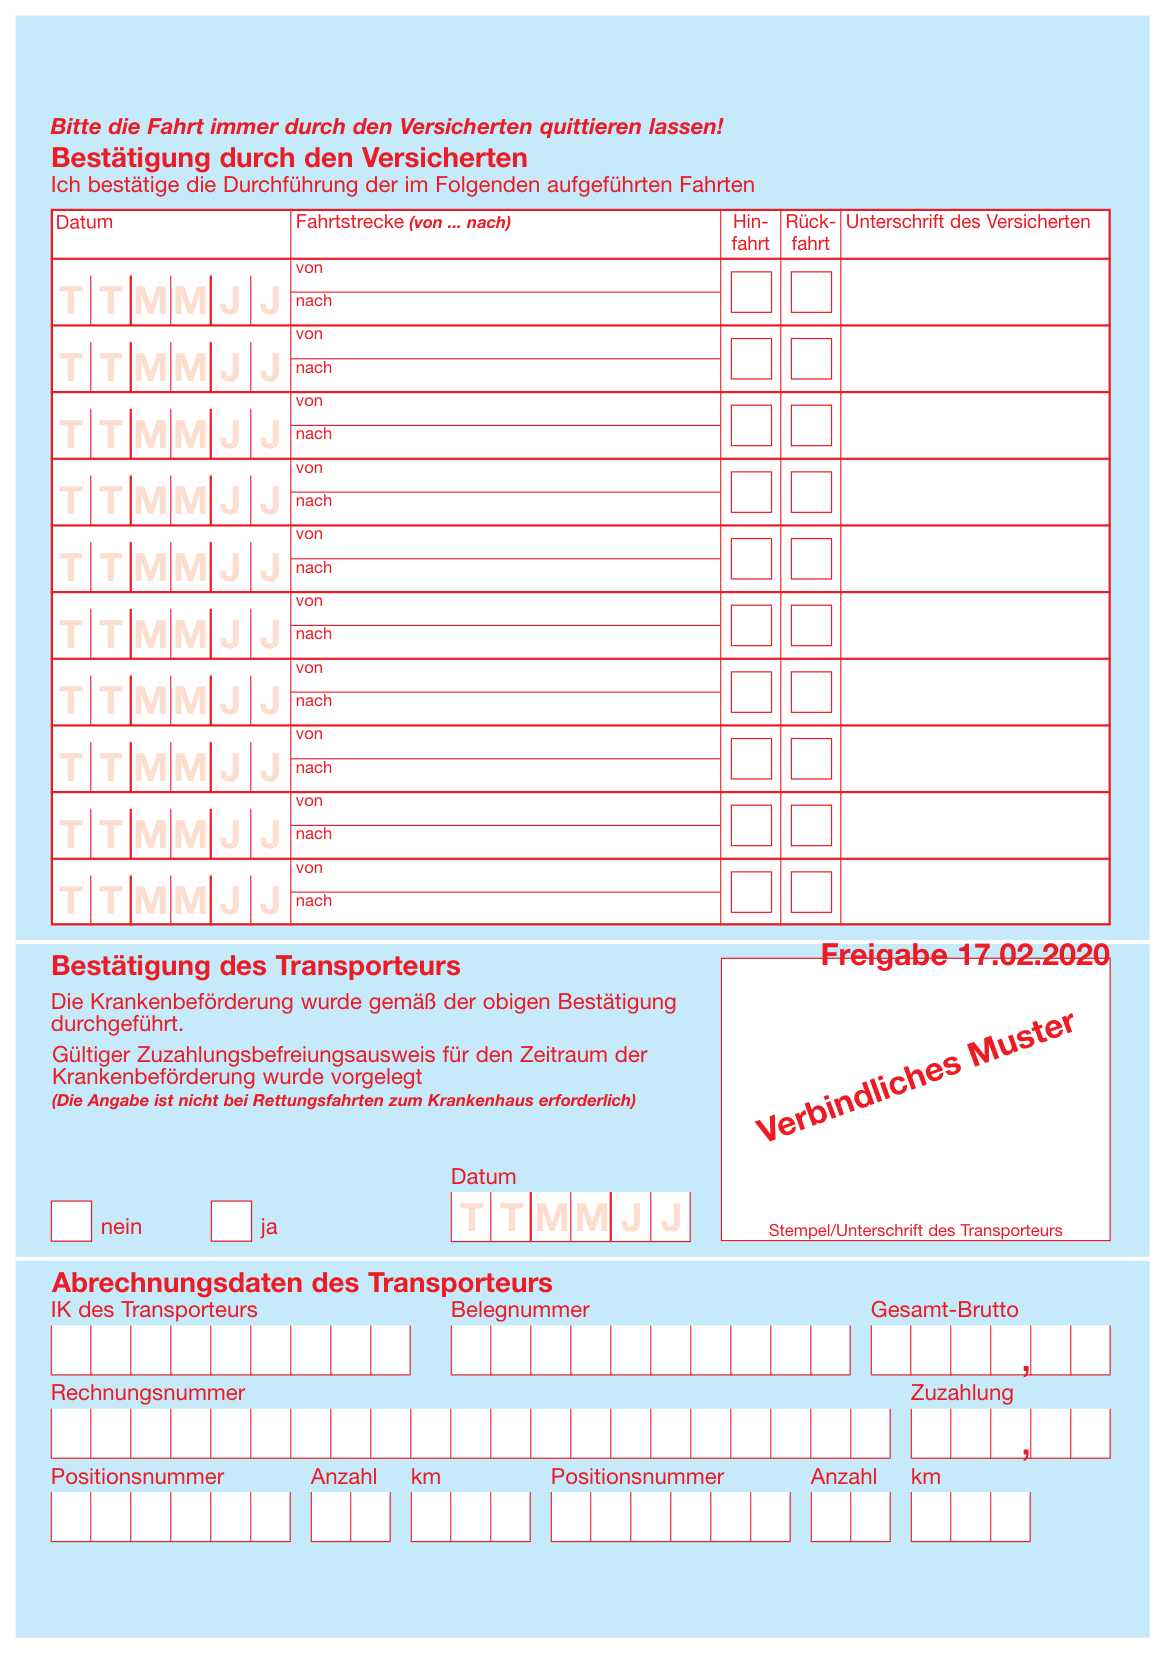 Bitte die Fahrt immer durch den Versicherten quittieren lassen!
Bestätigung durch den Versicherten
Ich bestätige die Durchführung der im Folgenden aufgeführten Fahrten
Datum Fahrtstrecke (von ... nach) Hin- Rück- Unterschrift des Versicherten
fahrt fahrt
von
T T M M J J nach
von
T T M M J J nach
von
T T M M J J nach
von
T T M M J J nach
von
T T M M J J nach
von
T T M M J J nach
von
T T M M J J nach
von
T T M M J J nach
von
T T M M J J nach
von
T T M M J J nach
Freigabe 17.02.2020
Bestätigung des Transporteurs
Die Krankenbeförderung wurde gemäß der obigen Bestätigung
durchgeführt.
Gültiger Zuzahlungsbefreiungsausweis für den Zeitraum der
Krankenbeförderung wurde vorgelegt
(Die Angabe ist nicht bei Rettungsfahrten zum Krankenhaus erforderlich)
Verbindliches Muster
Datum
nein ja T T M M J J
Stempel/Unterschrift des Transporteurs
Abrechnungsdaten des Transporteurs
IK des Transporteurs Belegnummer Gesamt-Brutto
,
Rechnungsnummer Zuzahlung
,
Positionsnummer Anzahl km Positionsnummer Anzahl km